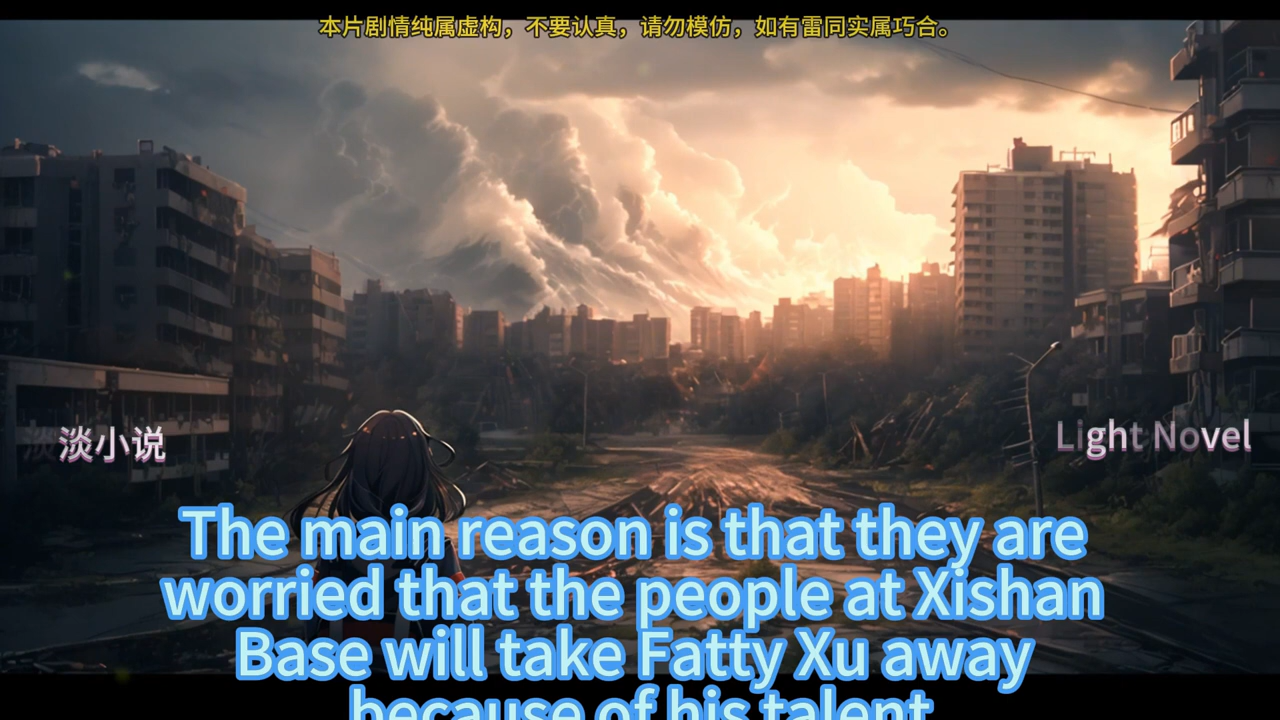 本片剧情纯属虚构，不要认真，请勿模仿，如有雷同实属巧合。
淡小说
Light Novel
The main reason is that they are
worried that the people at Xishan
Base will take Fatty Xu away
because of his talent